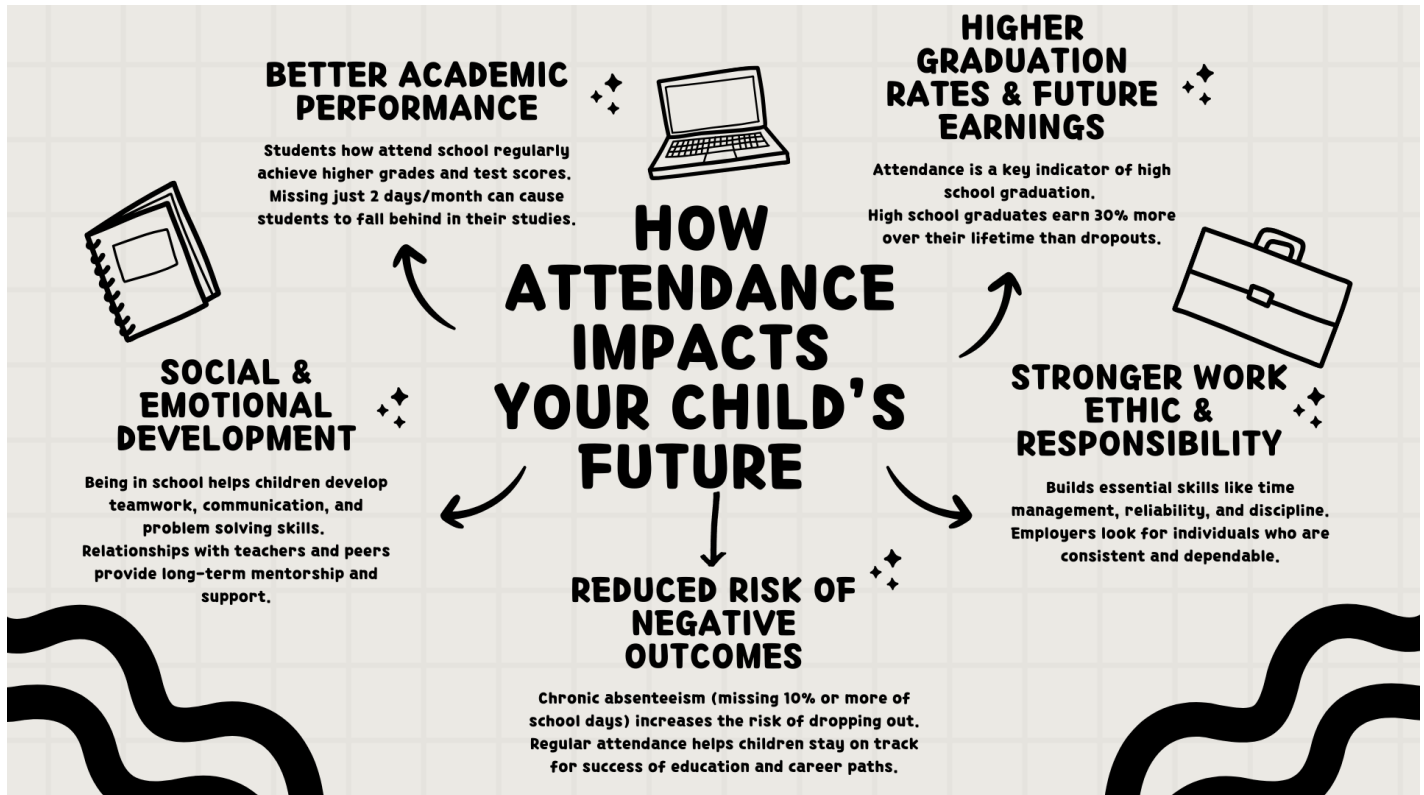 HOW
ATTENDANCE
IMPACTS
YOUR CHILD'S
FUTURE
BETTER ACADEMIC
PERFORMANCE
Students how attend school regularly
achieve higher grades and test scores.
Missing just 2 days/month can cause
students to fall behind in their studies.
HIGHER
GRADUATION
RATES & FUTURE
EARNINGS
Attendance is a key indicator of high
school graduation.
High school graduates earn 30% more
over their lifetime than dropouts.
SOCIAL &
EMOTIONAL
DEVELOPMENT
Being in school helps children develop
teamwork, communication, and
problem solving skills.
Relationships with teachers and peers
provide long-term mentorship and
support.
STRONGER WORK
ETHIC &
RESPONSIBILITY
Builds essential skills like time
management, reliability, and discipline.
Employers look for individuals who are
consistent and dependable.
REDUCED RISK OF
NEGATIVE
OUTCOMES
Chronic absenteeism (missing 10% or more of
school days) increases the risk of dropping out.
Regular attendance helps children stay on track
for success of education and career paths.